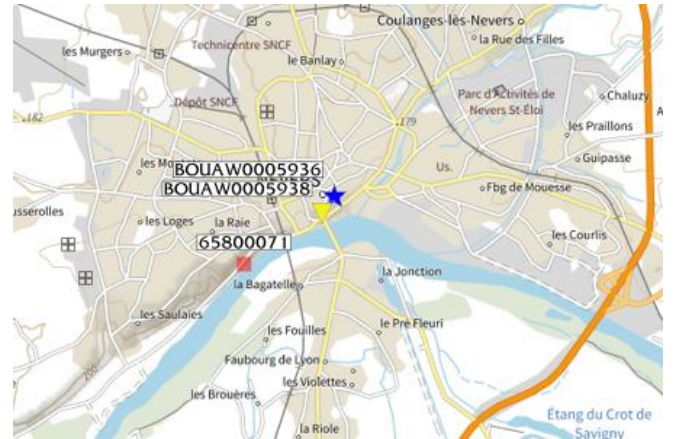 Coulanges-lès-Nevers
la Rue des Filles
les Murgers
Technicentre SNCF
le Banlay
Parc d'Activités de
Nevers St-Éloi
Chaluzy
Dépôt SNCF
.182
.179
les Praillons
Guipasse
Us.
BOUAW0005936
BOUAW0005938
Fbg de Mouesse
usserolles
les Loges
la Raie
65800071
les Courlis
la Jonction
la Bagatelle
les Saulaies
les Fouilles
le Pré Fleuri
200
Faubourg de Lyon
les Violettes
les Brouères
la Riole
Étang du Crot de
Savigny